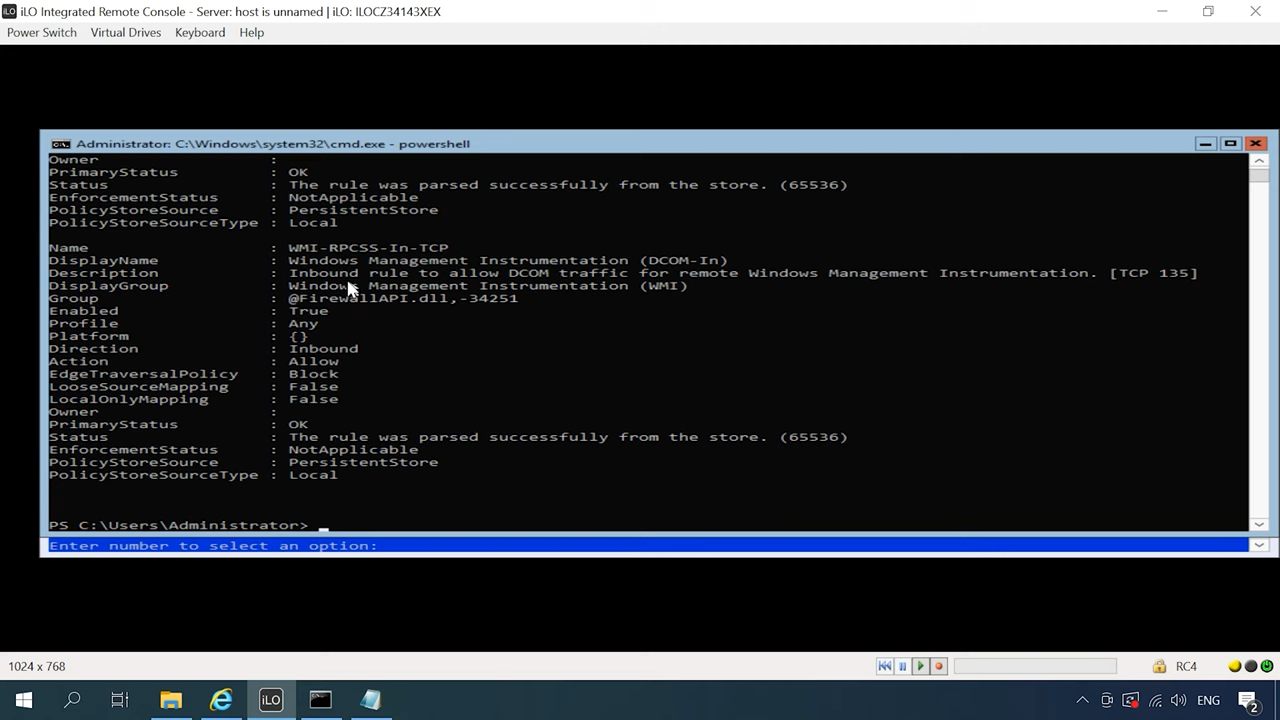 iLO Integrated Remote Console - Server: host is unnamed | iLO: ILOCZ34143XEX
Power Switch Virtual Drives Keyboard Help
Administrator: C:\Windows\system32\cmd.exe - powershell
Owner :
PrimaryStatus : OK
Status : The rule was parsed successfully from the store. (65536)
EnforcementStatus : NotApplicable
PolicyStoreSource : PersistentStore
PolicyStoreSourceType : Local
Name : WMI-RPCSS-In-TCP
DisplayName : Windows Management Instrumentation (DCOM-In)
Description : Inbound rule to allow DCOM traffic for remote Windows Management Instrumentation. [TCP 135]
DisplayGroup : Windows Management Instrumentation (WMI)
Group : @FirewallAPI.dll,-34251
Enabled : True
Profile : Any
Platform : {}
Direction : Inbound
Action : Allow
EdgeTraversalPolicy : Block
LooseSourceMapping : False
LocalOnlyMapping : False
Owner :
PrimaryStatus : OK
Status : The rule was parsed successfully from the store. (65536)
EnforcementStatus : NotApplicable
PolicyStoreSource : PersistentStore
PolicyStoreSourceType : Local
PS C:\Users\Administrator> _
Enter number to select an option:
1024 x 768
RC4
iLO
ENG
2